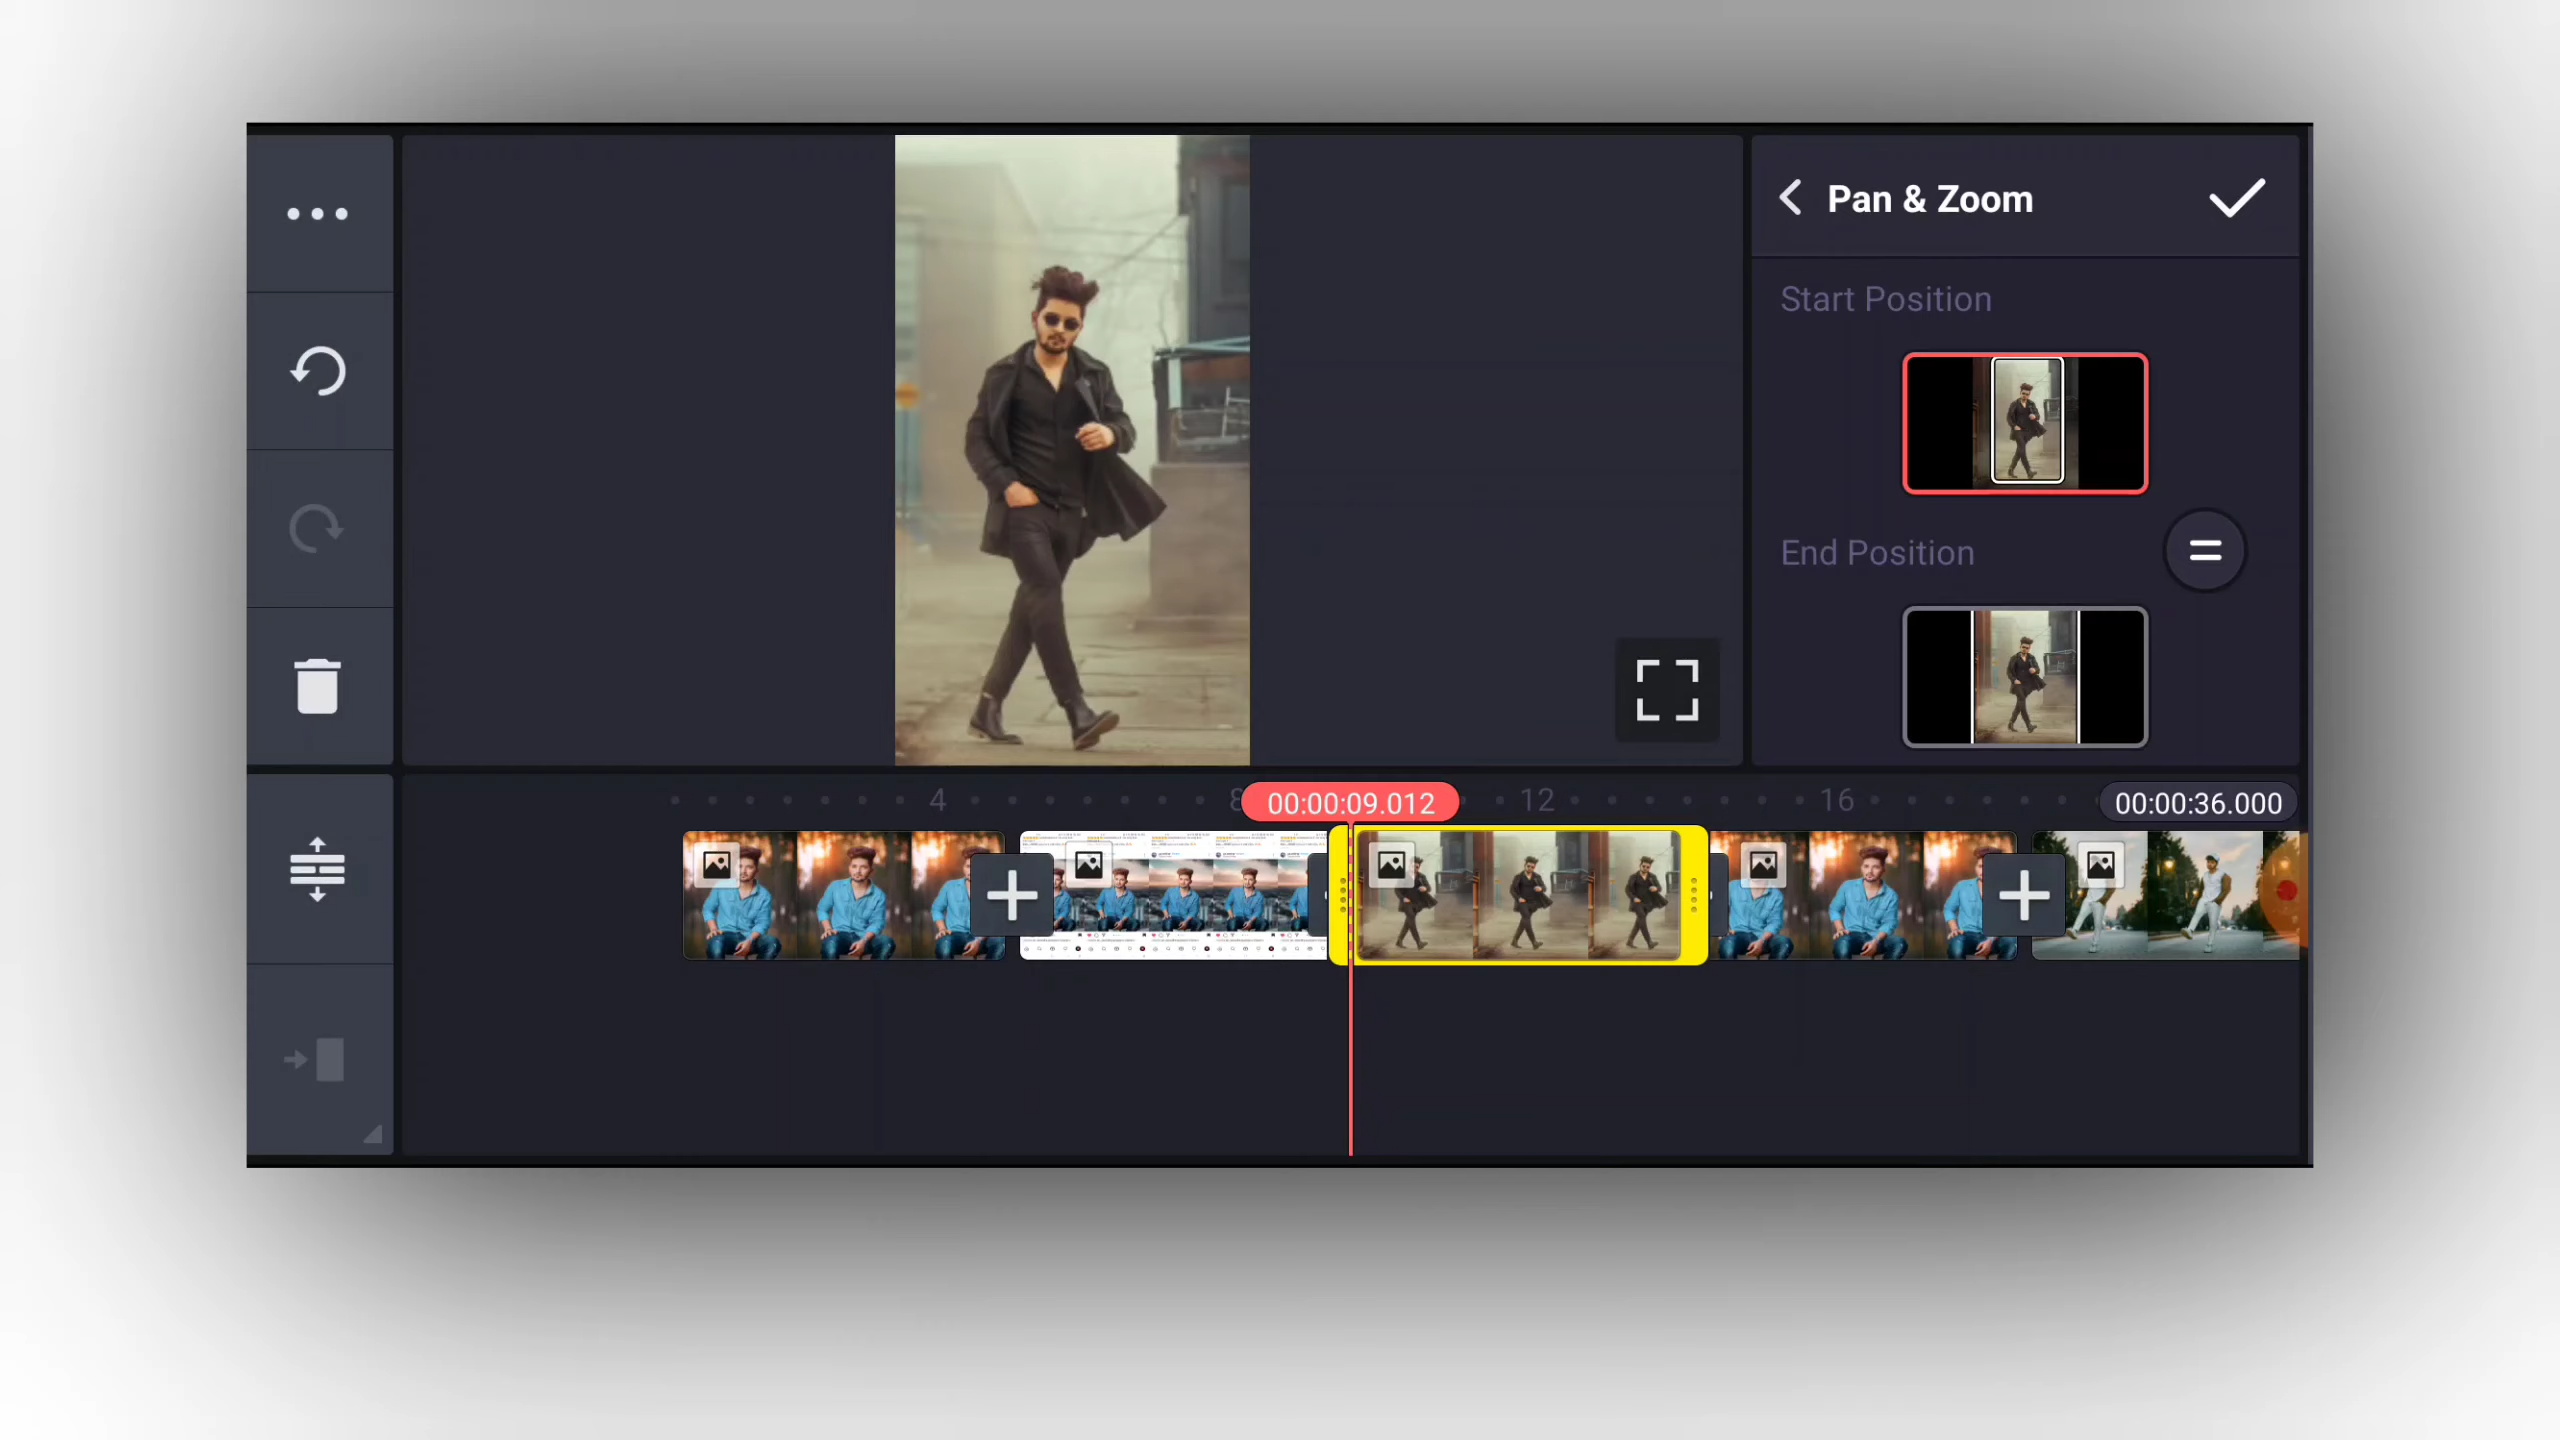 Pan & Zoom
Start Position
End Position
4
8
00:00:09.012
12
16
00:00:36.000